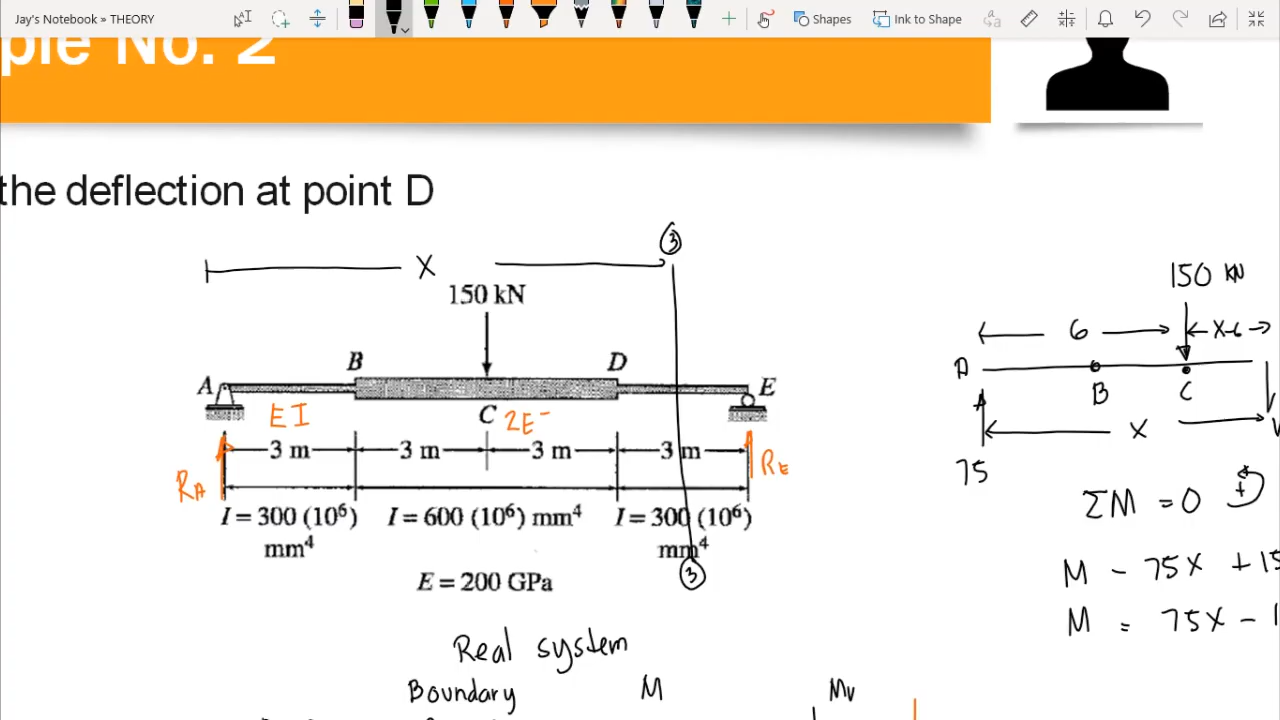 Jay's Notebook » THEORY
Shapes
Ink to Shape
ple No. 2
the deflection at point D
3
X
150 kN
A
B
D
E
EI
C
2E
3 m
3 m
3 m
3 m
RA
RE
I = 300 (10⁶) mm⁴
I = 600 (10⁶) mm⁴
I = 300 (10⁶) mm⁴
E = 200 GPa
3
Real system
Boundary
M
Mv
150 kN
6
X-6
A
B
C
V
X
75
ΣM = 0
M - 75X + 15
M = 75X - 1